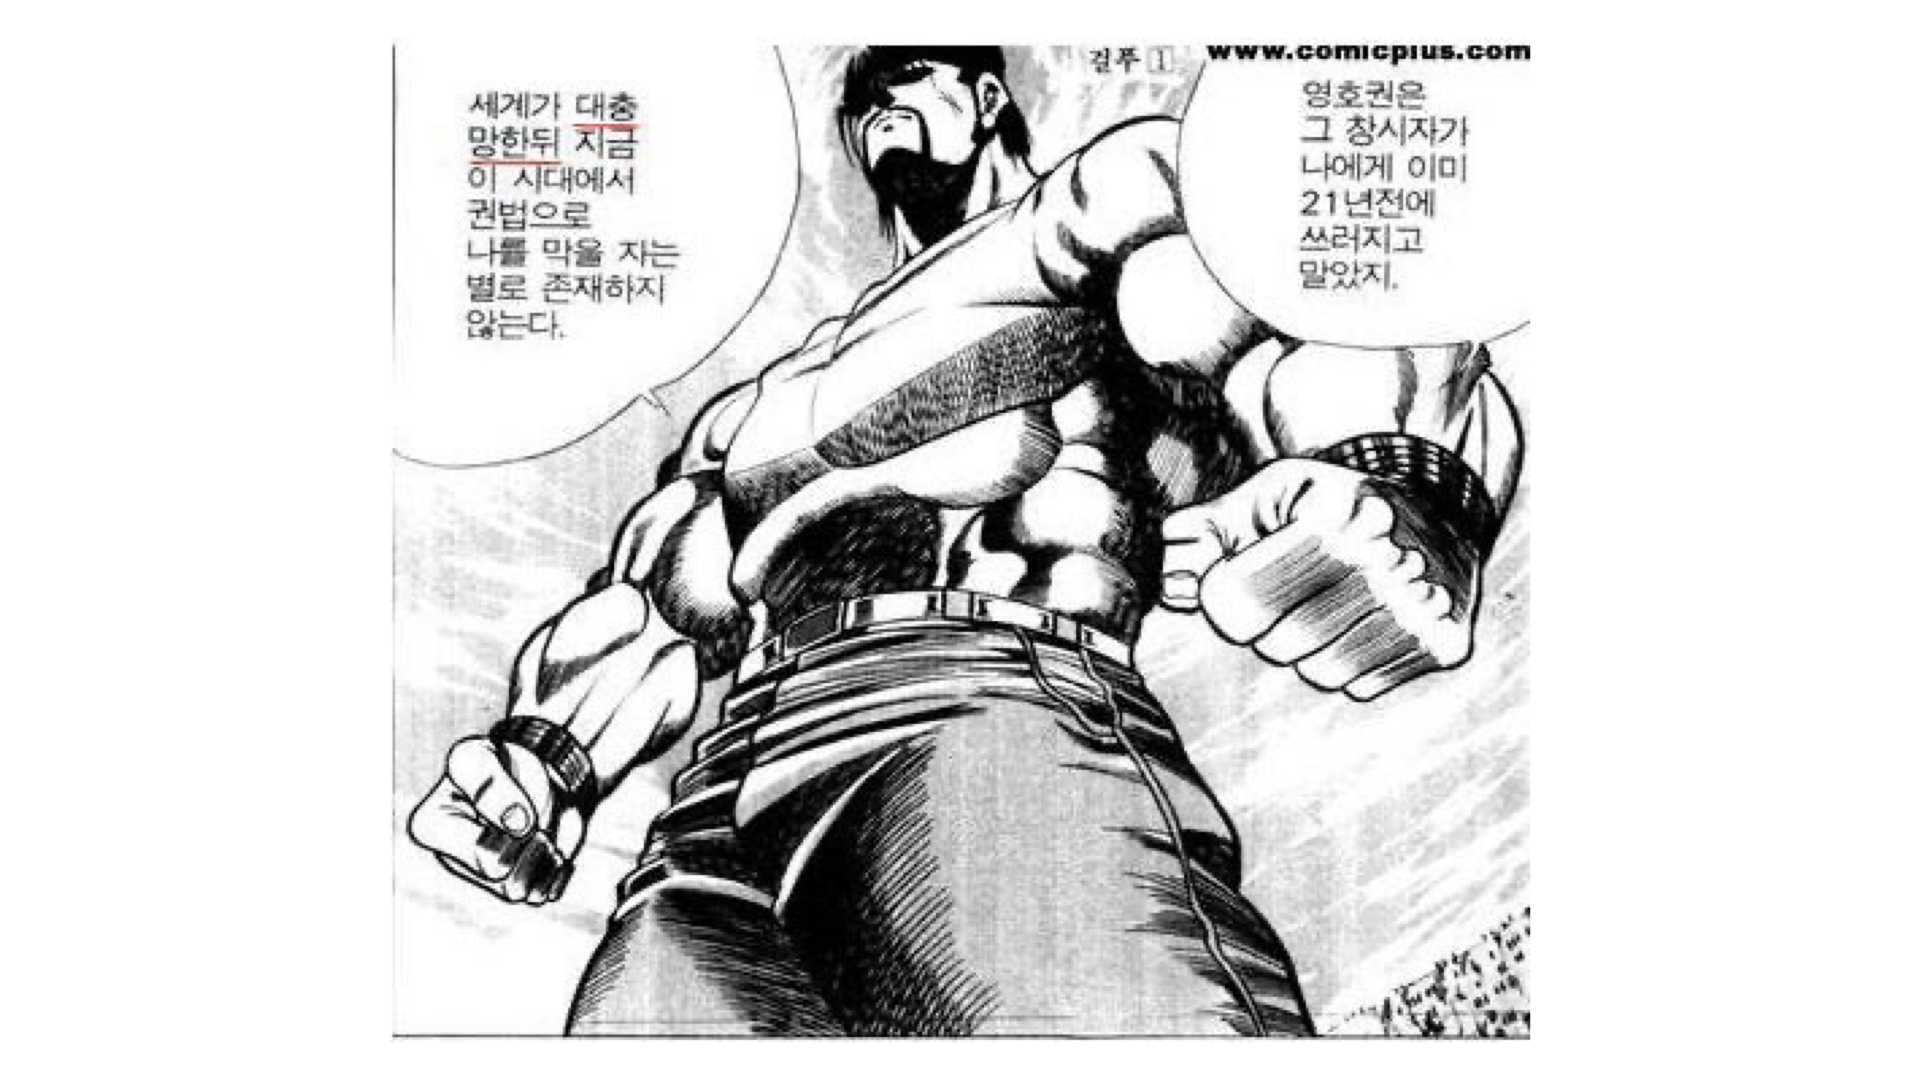 걸푸 1
www.comicplus.com
세계가 대충
망한뒤 지금
이 시대에서
권법으로
나를 막을 자는
별로 존재하지
않는다.
영호권은
그 창시자가
나에게 이미
21년전에
쓰러지고
말았지.